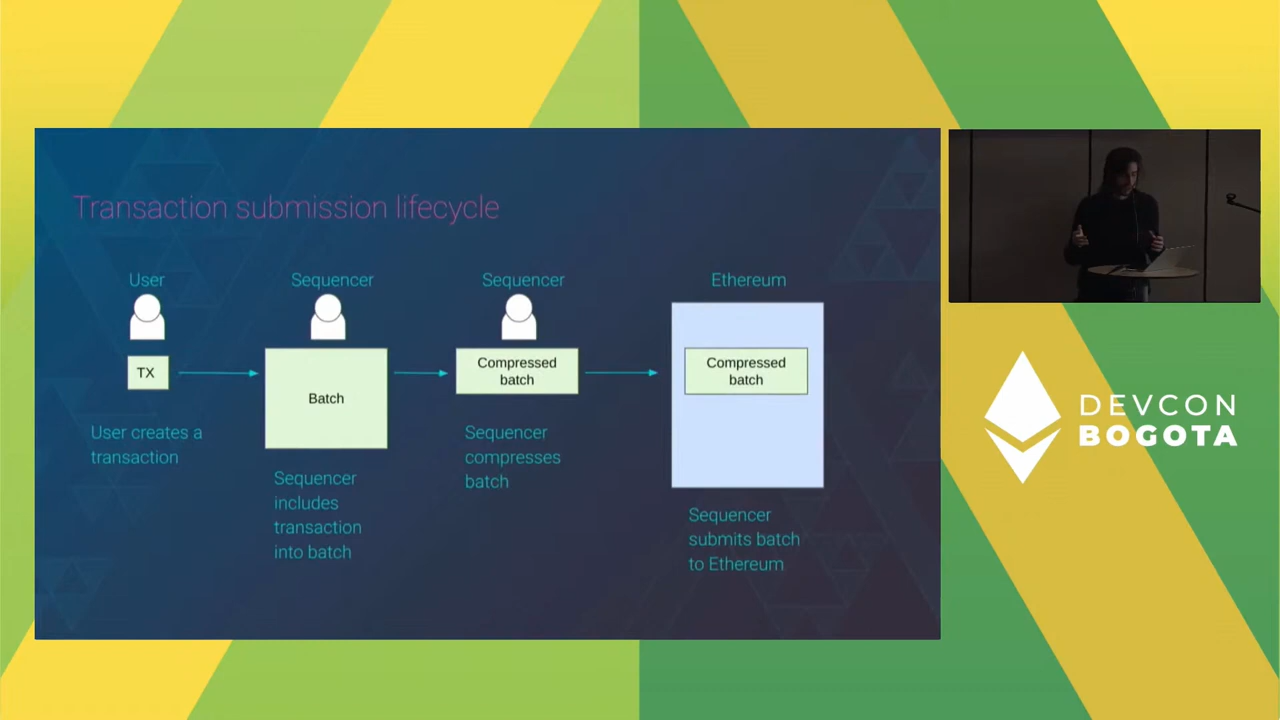 Transaction submission lifecycle
User
Sequencer
Sequencer
Ethereum
TX
Batch
Compressed
batch
Compressed
batch
User creates a
transaction
Sequencer
includes
transaction
into batch
Sequencer
compresses
batch
Sequencer
submits batch
to Ethereum
DEVCON
BOGOTA